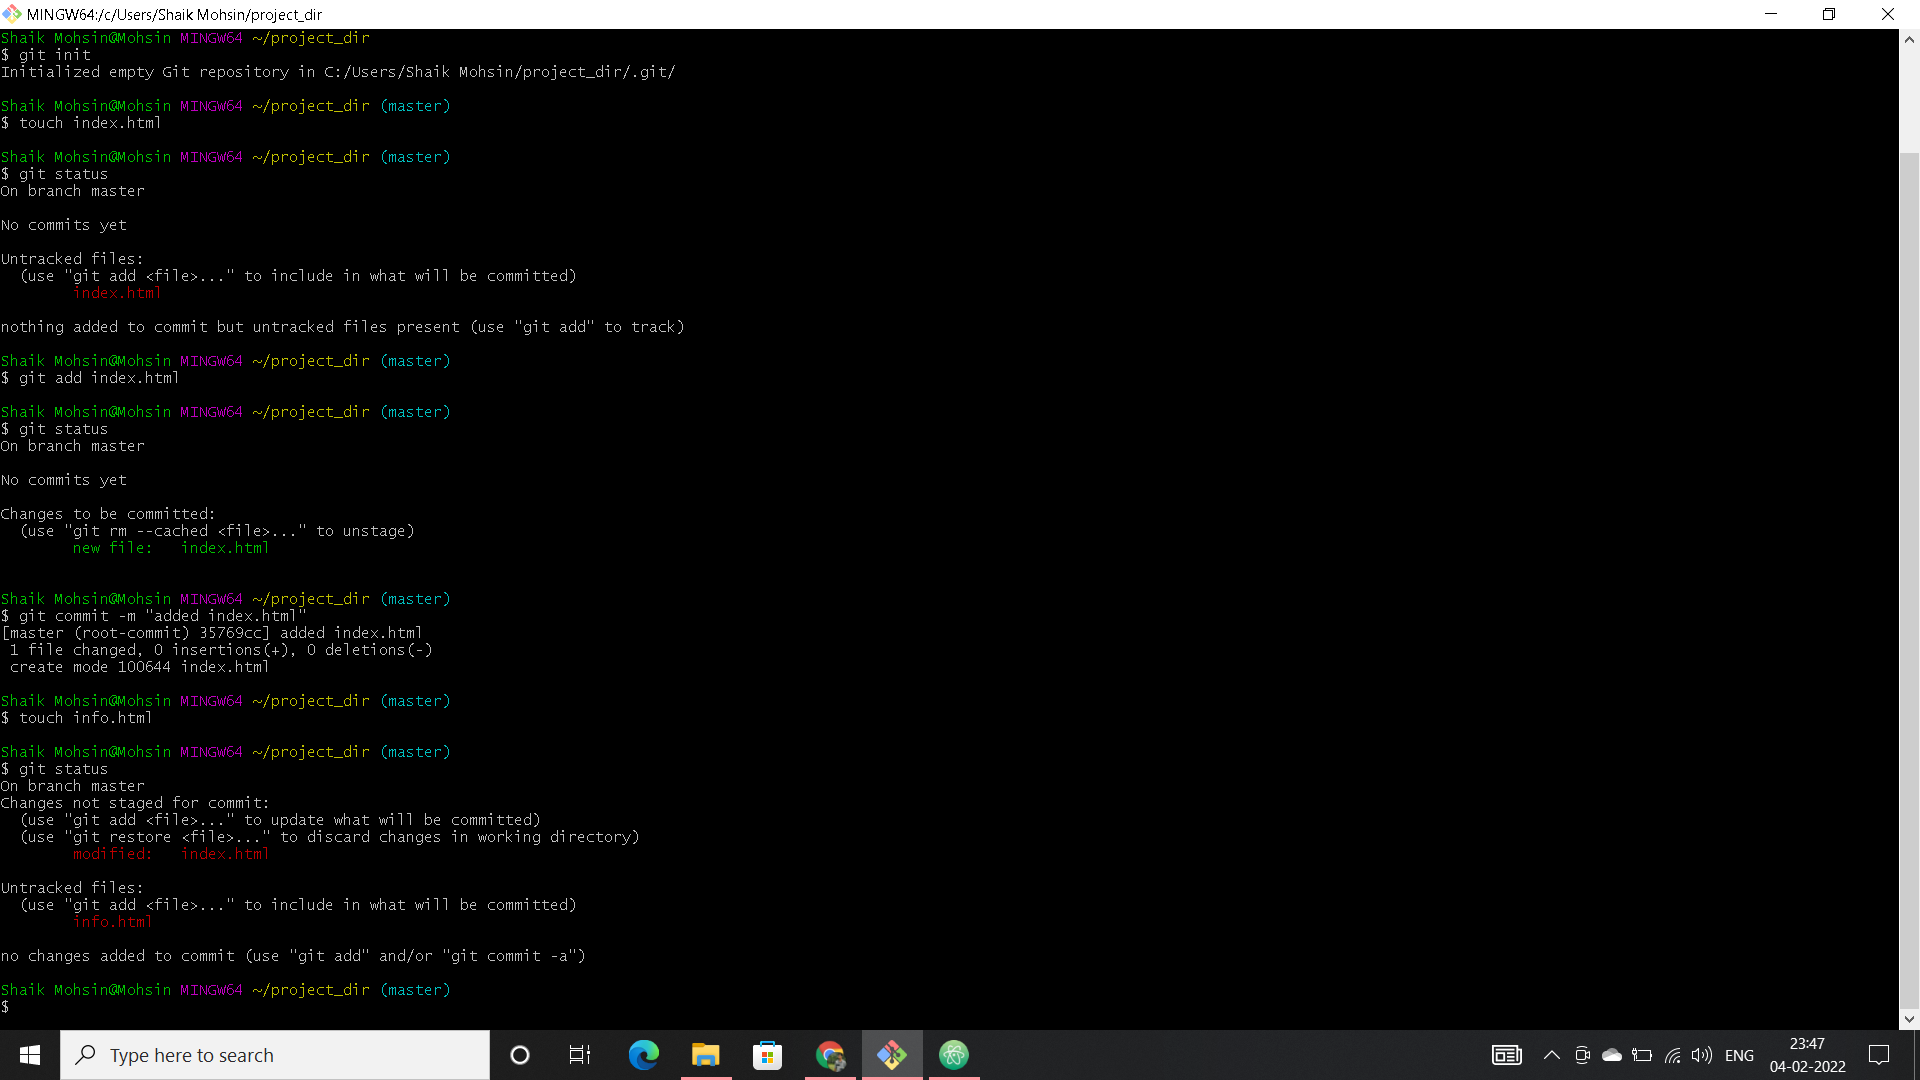 MINGW64:/c/Users/Shaik Mohsin/project_dir
Shaik Mohsin@Mohsin MINGW64 ~/project_dir
$ git init
Initialized empty Git repository in C:/Users/Shaik Mohsin/project_dir/.git/
Shaik Mohsin@Mohsin MINGW64 ~/project_dir (master)
$ touch index.html
Shaik Mohsin@Mohsin MINGW64 ~/project_dir (master)
$ git status
On branch master
No commits yet
Untracked files:
  (use "git add <file>..." to include in what will be committed)
        index.html
nothing added to commit but untracked files present (use "git add" to track)
Shaik Mohsin@Mohsin MINGW64 ~/project_dir (master)
$ git add index.html
Shaik Mohsin@Mohsin MINGW64 ~/project_dir (master)
$ git status
On branch master
No commits yet
Changes to be committed:
  (use "git rm --cached <file>..." to unstage)
        new file:   index.html
Shaik Mohsin@Mohsin MINGW64 ~/project_dir (master)
$ git commit -m "added index.html"
[master (root-commit) 35769cc] added index.html
 1 file changed, 0 insertions(+), 0 deletions(-)
 create mode 100644 index.html
Shaik Mohsin@Mohsin MINGW64 ~/project_dir (master)
$ touch info.html
Shaik Mohsin@Mohsin MINGW64 ~/project_dir (master)
$ git status
On branch master
Changes not staged for commit:
  (use "git add <file>..." to update what will be committed)
  (use "git restore <file>..." to discard changes in working directory)
        modified:   index.html
Untracked files:
  (use "git add <file>..." to include in what will be committed)
        info.html
no changes added to commit (use "git add" and/or "git commit -a")
Shaik Mohsin@Mohsin MINGW64 ~/project_dir (master)
$
Type here to search
ENG
23:47
04-02-2022